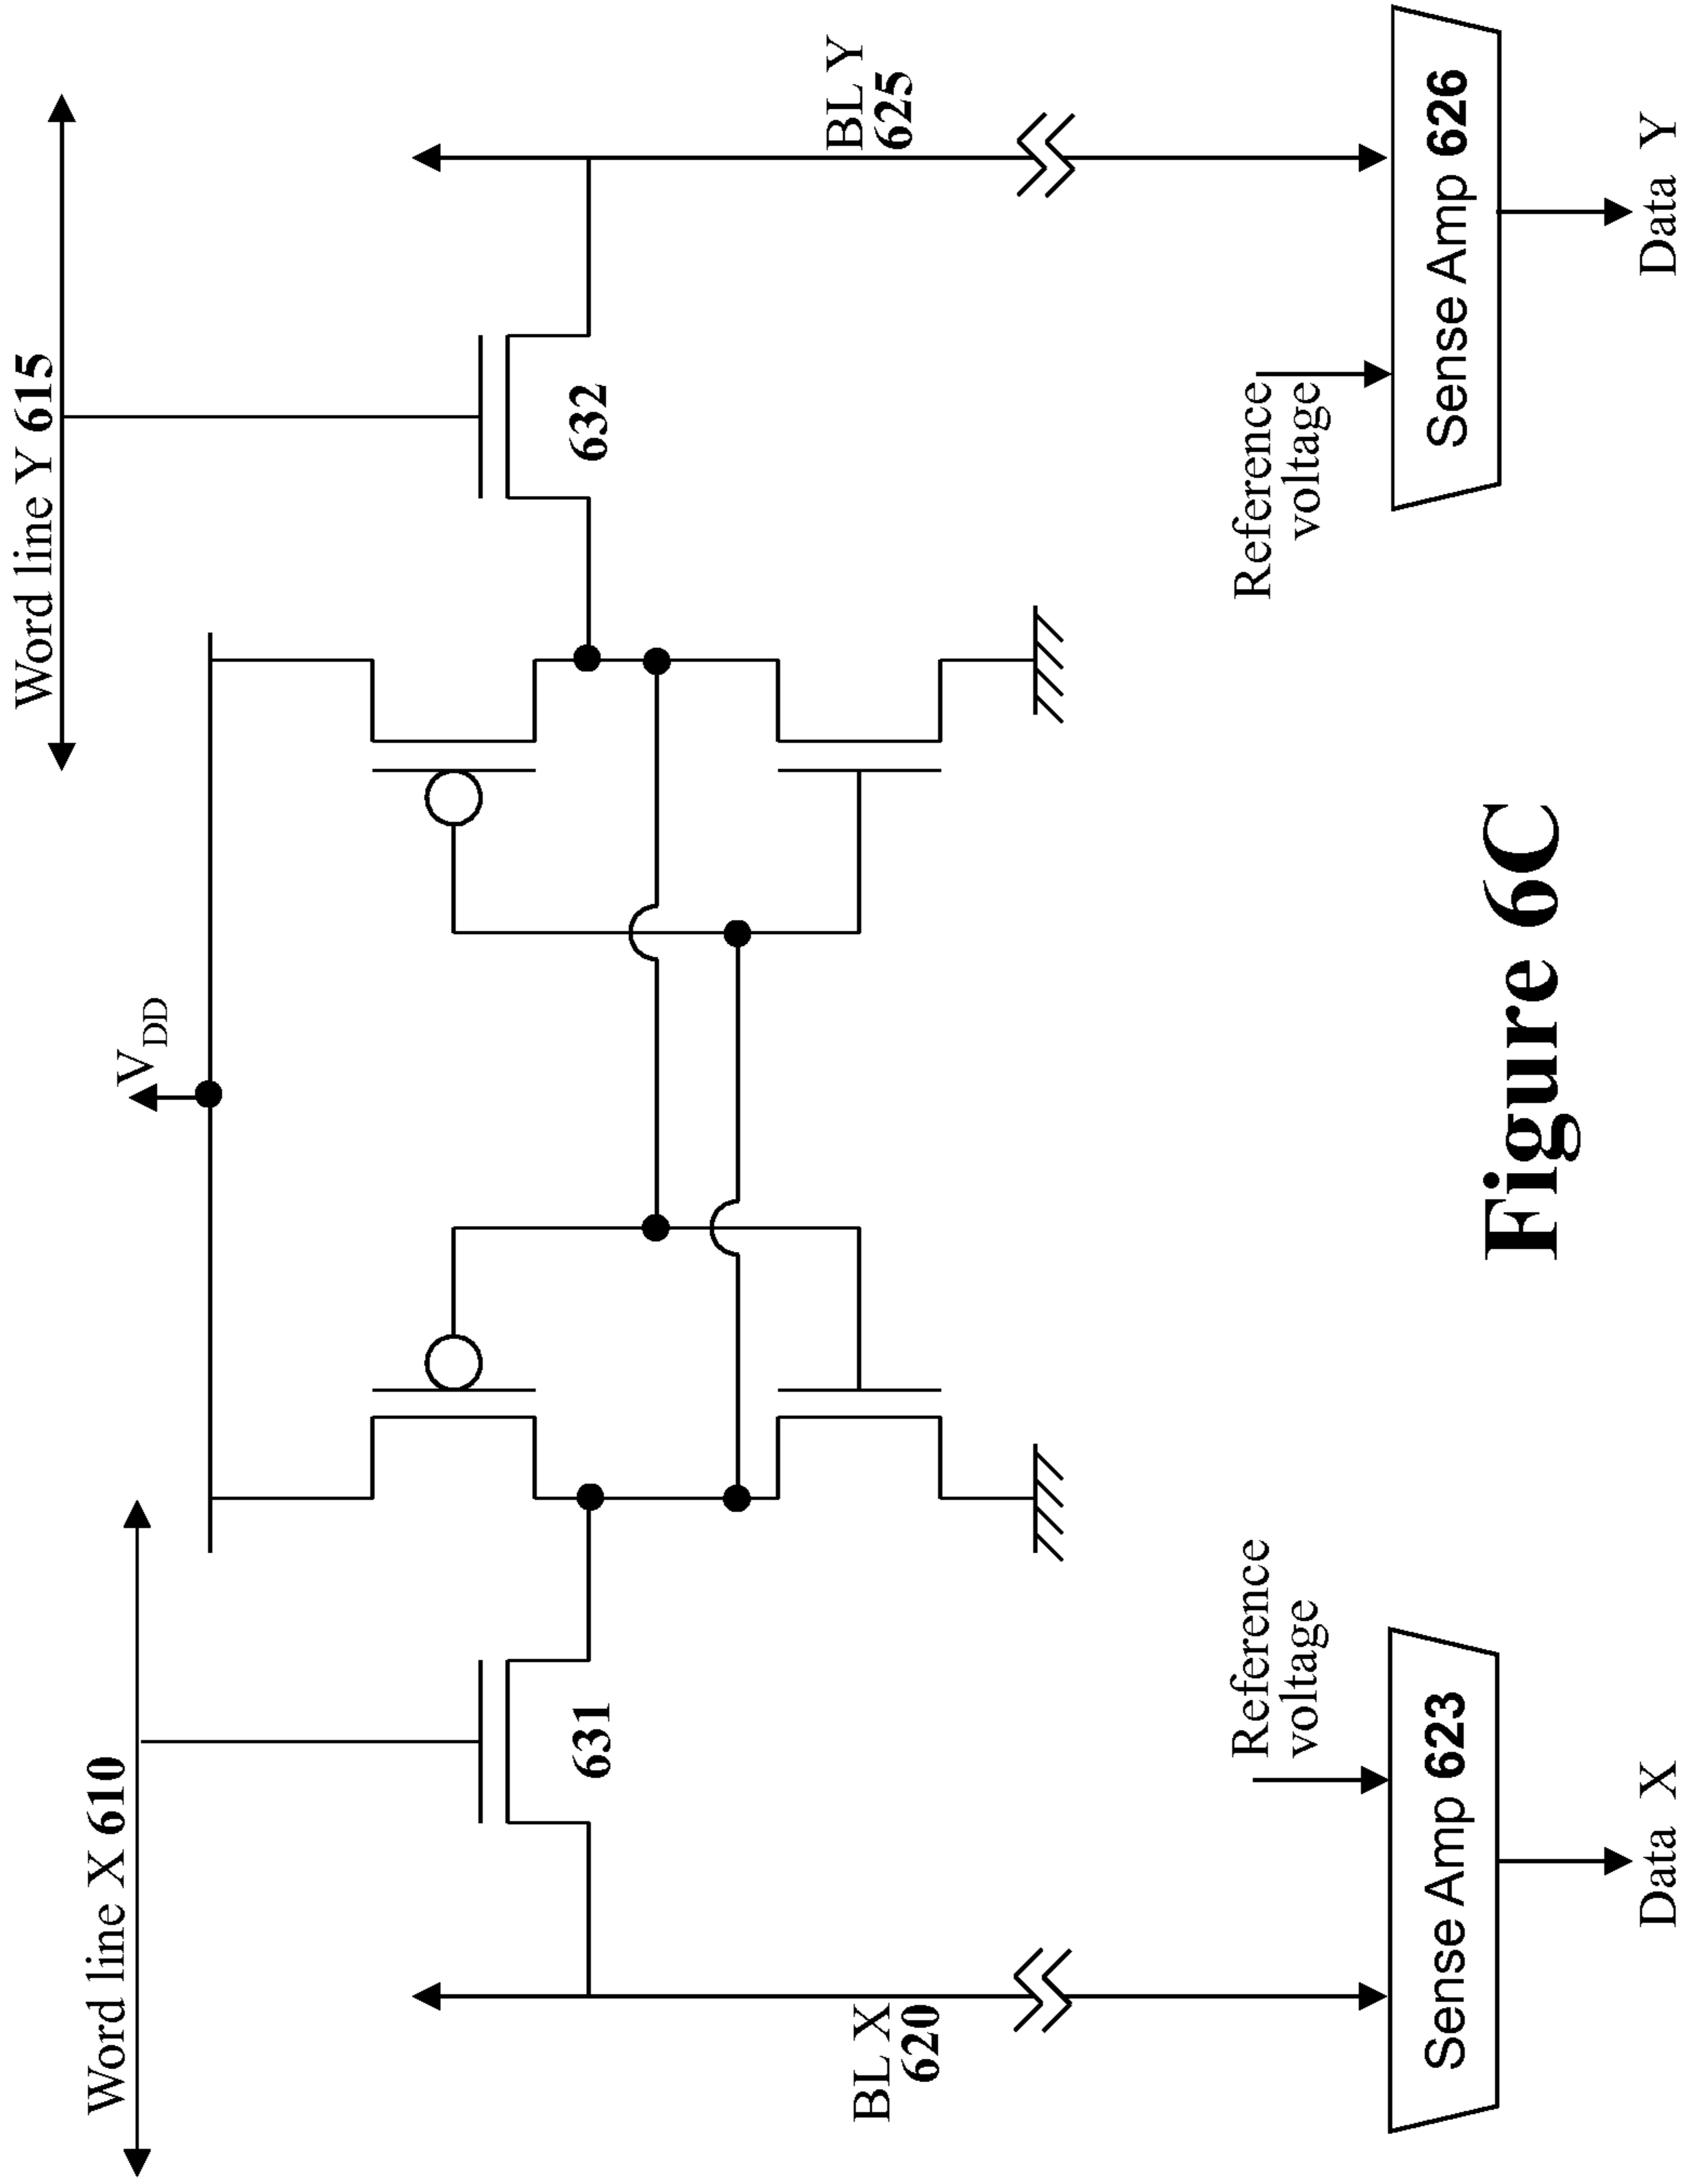 Word line Y 615
Word line X 610
VDD
BL Y
625
632
631
BL X
620
Reference
voltage
Reference
voltage
Sense Amp 623
Sense Amp 626
Data X
Data Y
Figure 6C